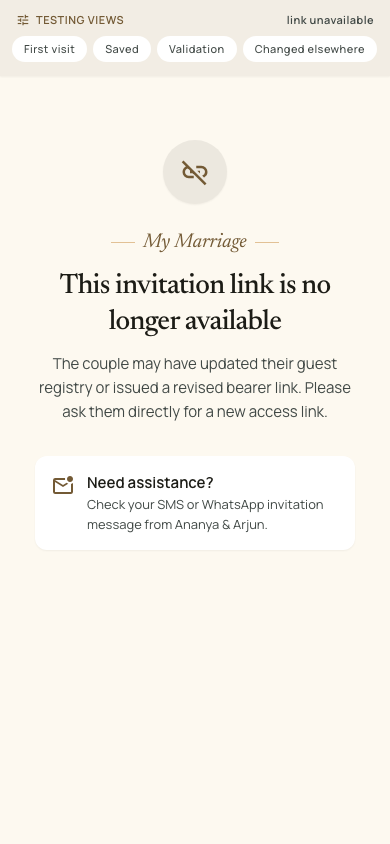 TESTING VIEWS
link unavailable
First visit
Saved
Validation
Changed elsewhere
My Marriage
This invitation link is no
longer available
The couple may have updated their guest
registry or issued a revised bearer link. Please
ask them directly for a new access link.
Need assistance?
Check your SMS or WhatsApp invitation
message from Ananya & Arjun.